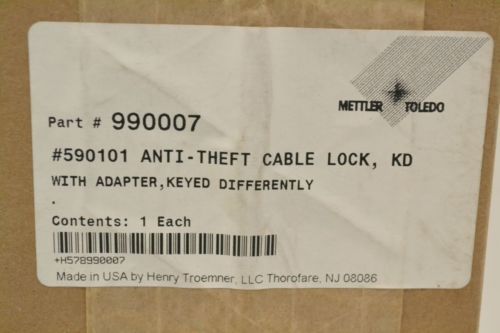 METTLER TOLEDO
Part # 990007
#590101 ANTI-THEFT CABLE LOCK, KD
WITH ADAPTER,KEYED DIFFERENTLY
.
Contents: 1 Each
+H578990007
Made in USA by Henry Troemner, LLC Thorofare, NJ 08086